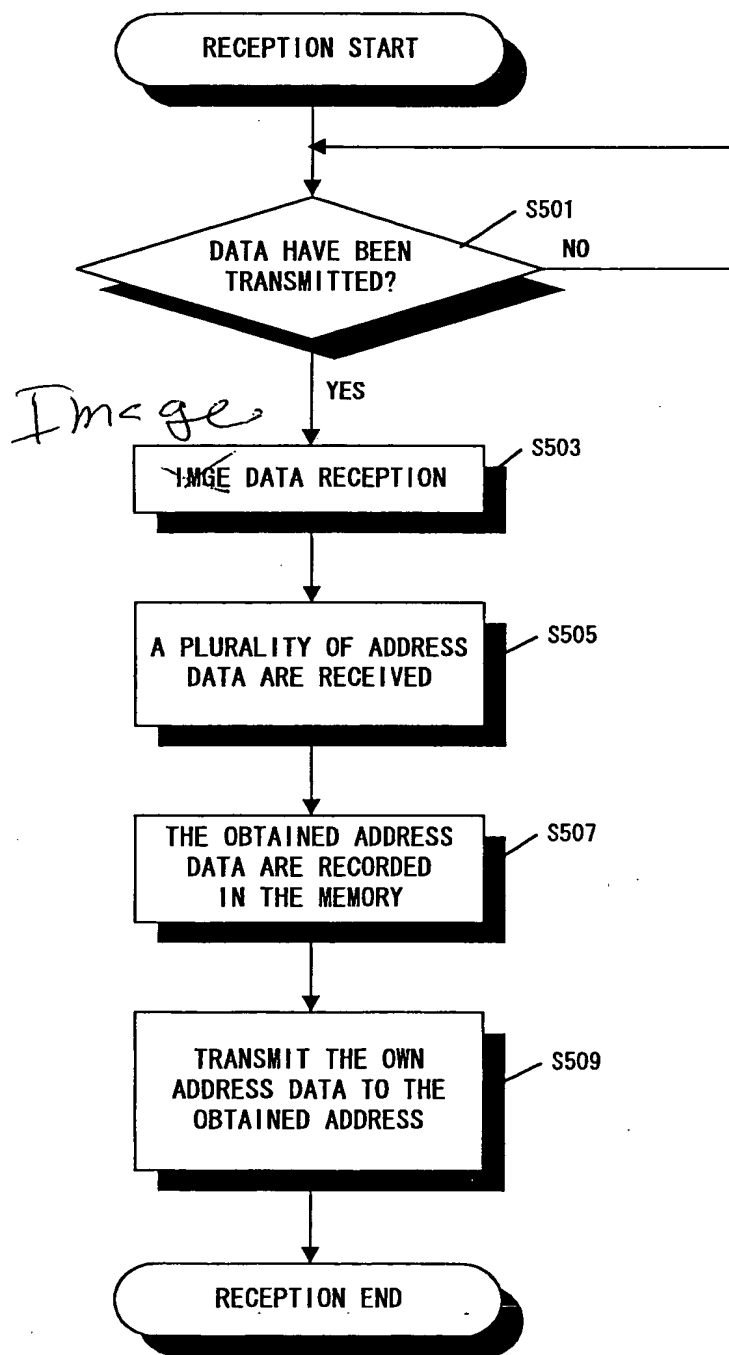 RECEPTION START
S501
DATA HAVE BEEN
TRANSMITTED?
NO
YES
Image
S503
IMGE DATA RECEPTION
S505
A PLURALITY OF ADDRESS
DATA ARE RECEIVED
S507
THE OBTAINED ADDRESS
DATA ARE RECORDED
IN THE MEMORY
S509
TRANSMIT THE OWN
ADDRESS DATA TO THE
OBTAINED ADDRESS
RECEPTION END